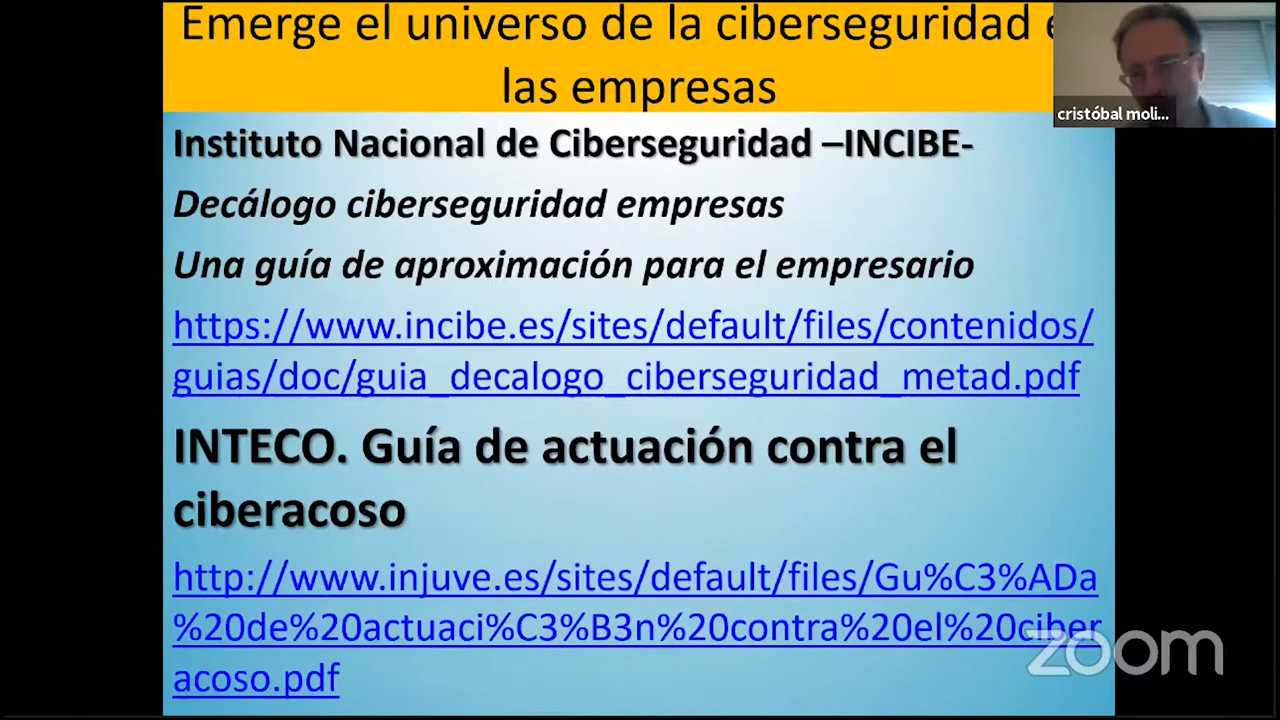 Emerge el universo de la ciberseguridad e
las empresas
cristóbal moli...
Instituto Nacional de Ciberseguridad –INCIBE-
Decálogo ciberseguridad empresas
Una guía de aproximación para el empresario
https://www.incibe.es/sites/default/files/contenidos/
guias/doc/guia_decalogo_ciberseguridad_metad.pdf
INTECO. Guía de actuación contra el
ciberacoso
http://www.injuve.es/sites/default/files/Gu%C3%ADa
%20de%20actuaci%C3%B3n%20contra%20el%20ciber
acoso.pdf
zoom